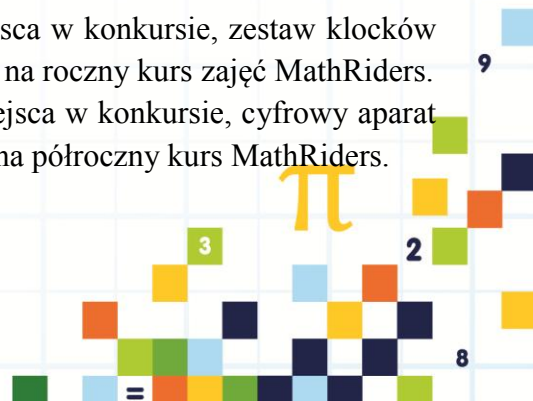 sca w konkursie, zestaw klocków
na roczny kurs zajęć MathRiders.
ejsca w konkursie, cyfrowy aparat
na półroczny kurs MathRiders.
9
π
3
2
8
=